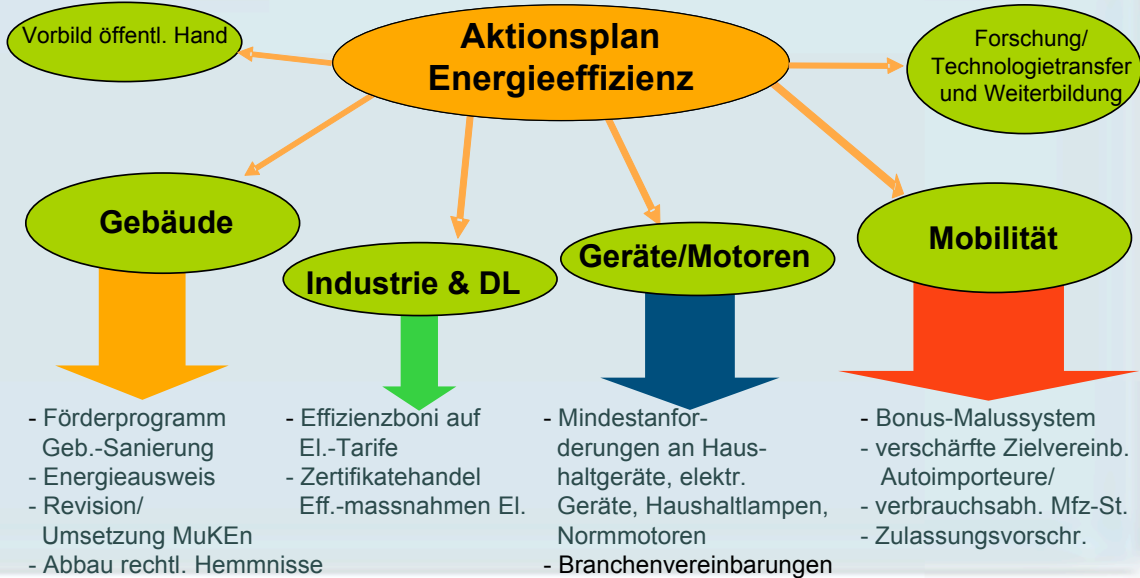 Vorbild öffentl. Hand
Aktionsplan
Energieeffizienz
Forschung/
Technologietransfer
und Weiterbildung
Gebäude
Industrie & DL
Geräte/Motoren
Mobilität
- Förderprogramm
Geb.-Sanierung
- Energieausweis
- Revision/
Umsetzung MuKEn
- Abbau rechtl. Hemmnisse
- Effizienzboni auf
El.-Tarife
- Zertifikatehandel
Eff.-massnahmen El.
- Mindestanfor-
derungen an Haus-
haltgeräte, elektr.
Geräte, Haushaltlampen,
Normmotoren
- Branchenvereinbarungen
- Bonus-Malussystem
- verschärfte Zielvereinb.
Autoimporteure/
- verbrauchsabh. Mfz-St.
- Zulassungsvorschr.